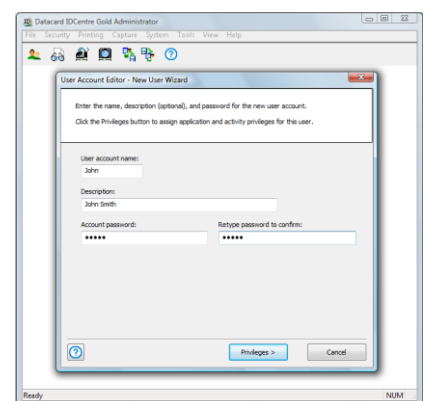 Datacard IDCentre Gold Administrator
File Security Printing Capture System Tools View Help
User Account Editor - New User Wizard
Enter the name, description (optional), and password for the new user account.
Click the Privileges button to assign application and activity privileges for this user.
User account name:
John
Description:
John Smith
Account password: Retype password to confirm:
••••• •••••
Privileges > Cancel
Ready NUM